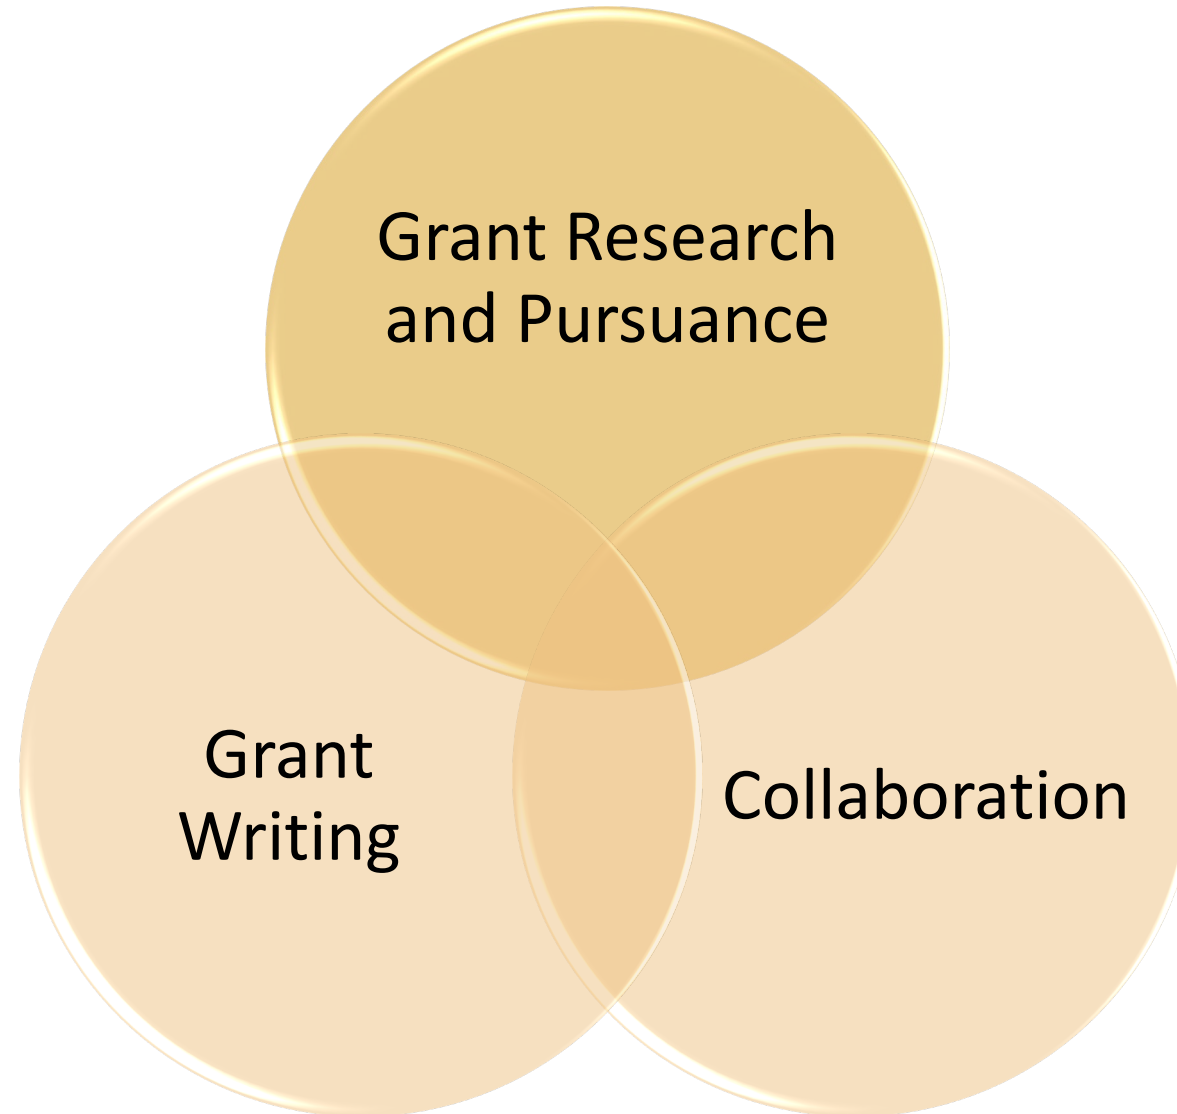 Grant Research
and Pursuance
Grant
Writing
Collaboration